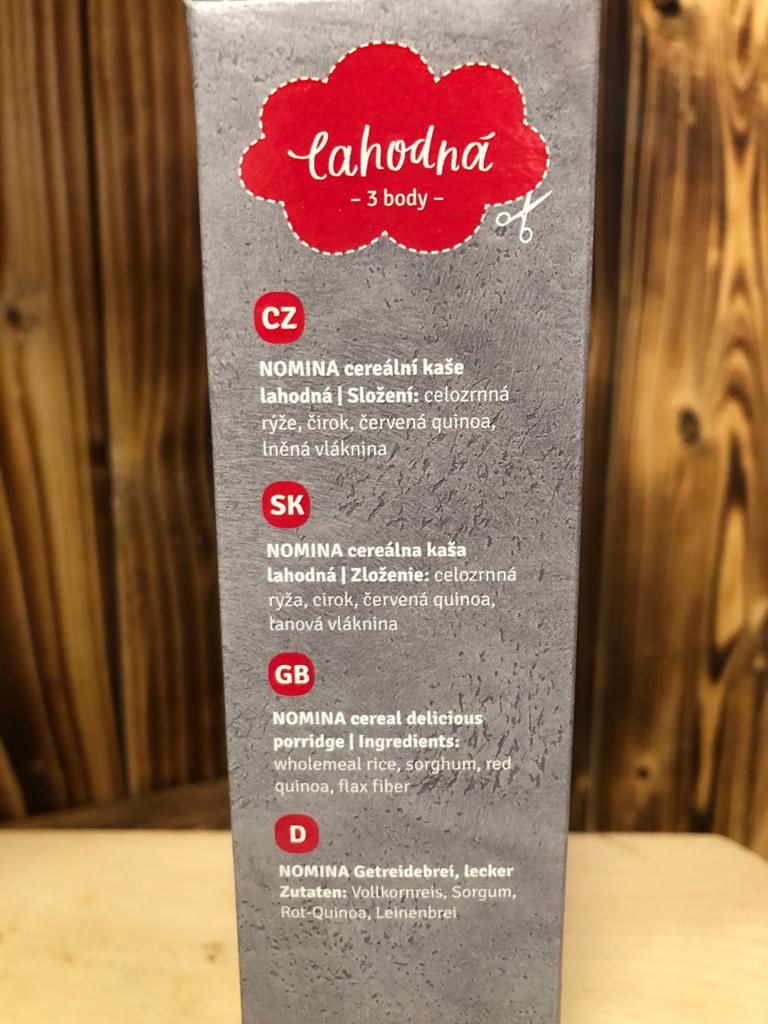 lahodná
– 3 body –
CZ
NOMINA cereální kaše
lahodná | Složení: celozrnná
rýže, čirok, červená quinoa,
lněná vláknina
SK
NOMINA cereálna kaša
lahodná | Zloženie: celozrnná
ryža, cirok, červená quinoa,
ľanová vláknina
GB
NOMINA cereal delicious
porridge | Ingredients:
wholemeal rice, sorghum, red
quinoa, flax fiber
D
NOMINA Getreidebrei, lecker
Zutaten: Vollkornreis, Sorgum,
Rot-Quinoa, Leinenbrei